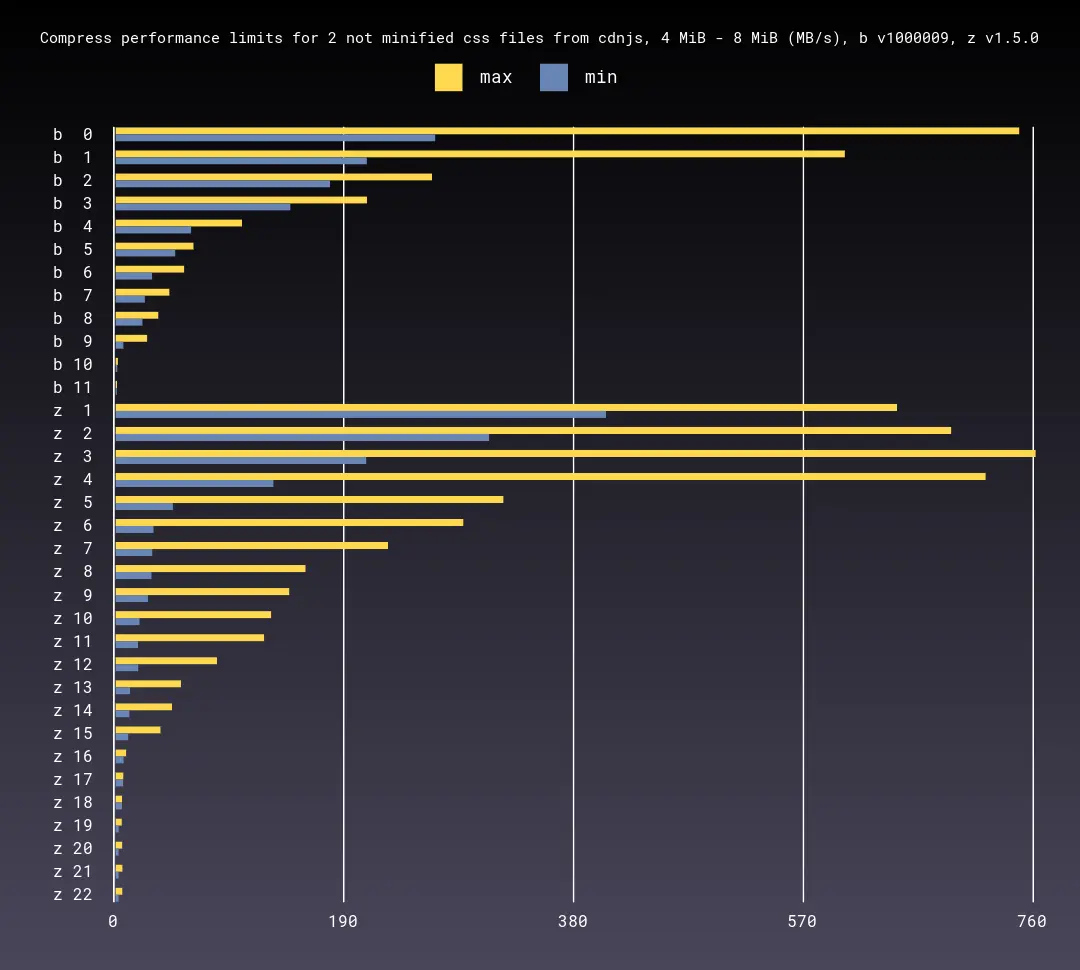 Compress performance limits for 2 not minified css files from cdnjs, 4 MiB - 8 MiB (MB/s), b v1000009, z v1.5.0
max min
b 0
b 1
b 2
b 3
b 4
b 5
b 6
b 7
b 8
b 9
b 10
b 11
z 1
z 2
z 3
z 4
z 5
z 6
z 7
z 8
z 9
z 10
z 11
z 12
z 13
z 14
z 15
z 16
z 17
z 18
z 19
z 20
z 21
z 22
0 190 380 570 760